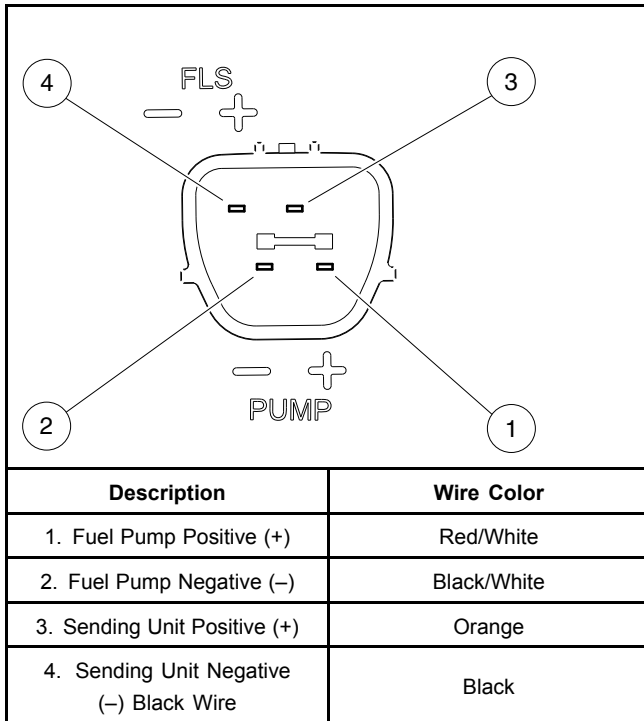 FLS
4
3
— +
2
— +
1
PUMP
Description Wire Color
1. Fuel Pump Positive (+) Red/White
2. Fuel Pump Negative (–) Black/White
3. Sending Unit Positive (+) Orange
4. Sending Unit Negative
(–) Black Wire
Black